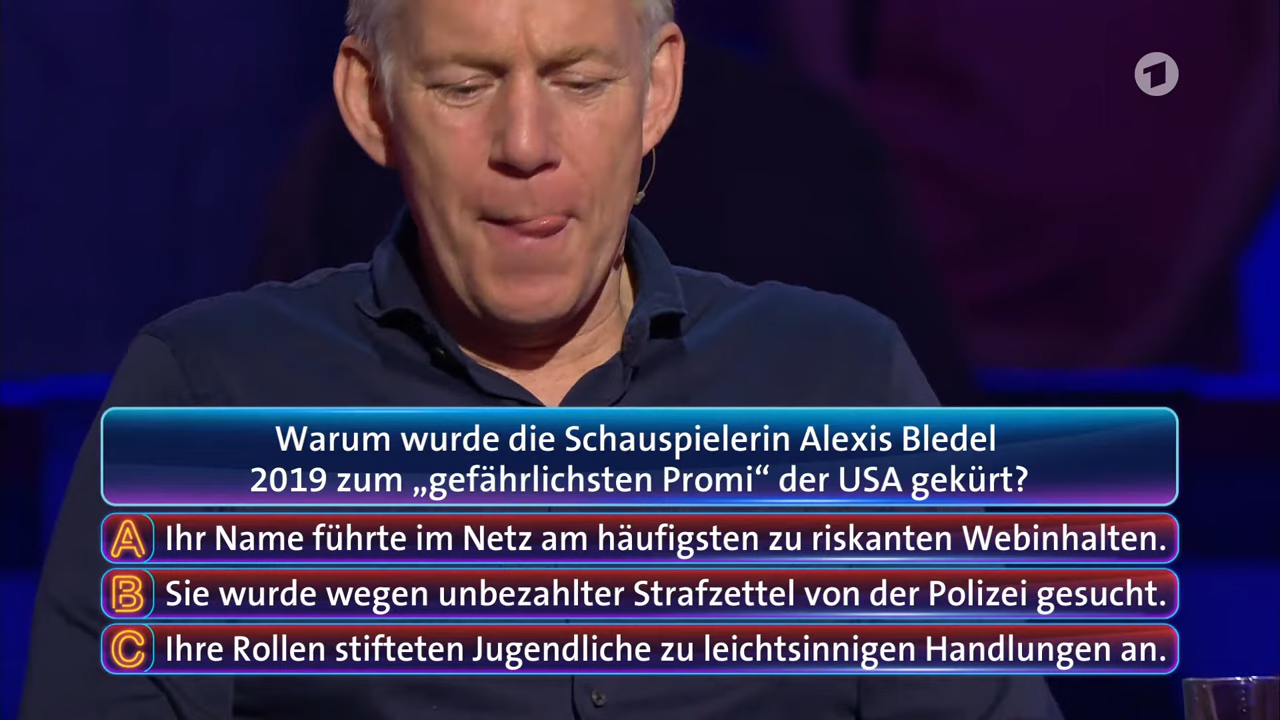 1
Warum wurde die Schauspielerin Alexis Bledel
2019 zum „gefährlichsten Promi“ der USA gekürt?
A Ihr Name führte im Netz am häufigsten zu riskanten Webinhalten.
B Sie wurde wegen unbezahlter Strafzettel von der Polizei gesucht.
C Ihre Rollen stifteten Jugendliche zu leichtsinnigen Handlungen an.